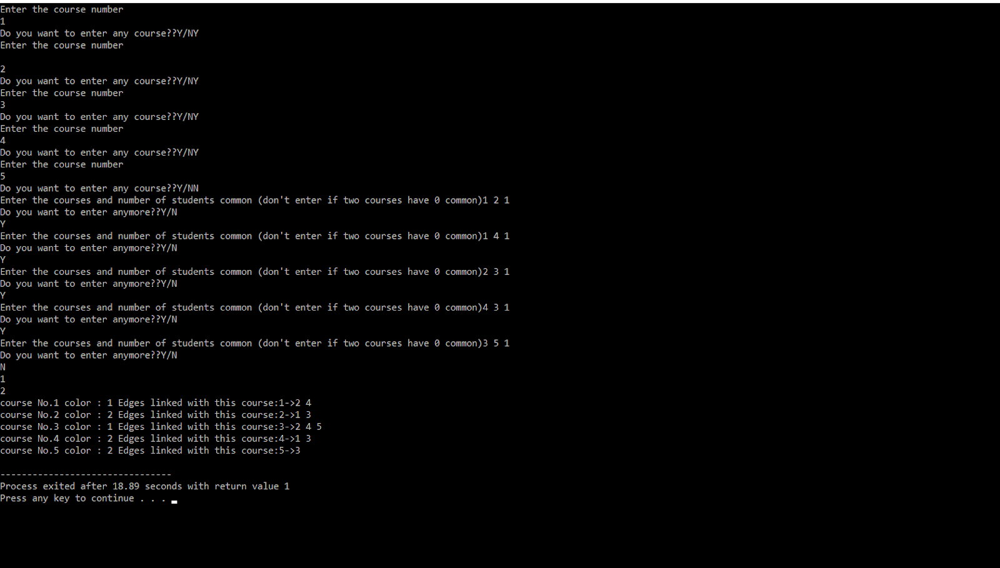 Enter the course number
1
Do you want to enter any course??Y/NY
Enter the course number
2
Do you want to enter any course??Y/NY
Enter the course number
3
Do you want to enter any course??Y/NY
Enter the course number
4
Do you want to enter any course??Y/NY
Enter the course number
5
Do you want to enter any course??Y/NN
Enter the courses and number of students common (don't enter if two courses have 0 common)1 2 1
Do you want to enter anymore??Y/N
Y
Enter the courses and number of students common (don't enter if two courses have 0 common)1 4 1
Do you want to enter anymore??Y/N
Y
Enter the courses and number of students common (don't enter if two courses have 0 common)2 3 1
Do you want to enter anymore??Y/N
Y
Enter the courses and number of students common (don't enter if two courses have 0 common)4 3 1
Do you want to enter anymore??Y/N
Y
Enter the courses and number of students common (don't enter if two courses have 0 common)3 5 1
Do you want to enter anymore??Y/N
N
1
2
course No.1 color : 1 Edges linked with this course:1->2 4
course No.2 color : 2 Edges linked with this course:2->1 3
course No.3 color : 1 Edges linked with this course:3->2 4 5
course No.4 color : 2 Edges linked with this course:4->1 3
course No.5 color : 2 Edges linked with this course:5->3
--------------------------------
Process exited after 18.89 seconds with return value 1
Press any key to continue . . .